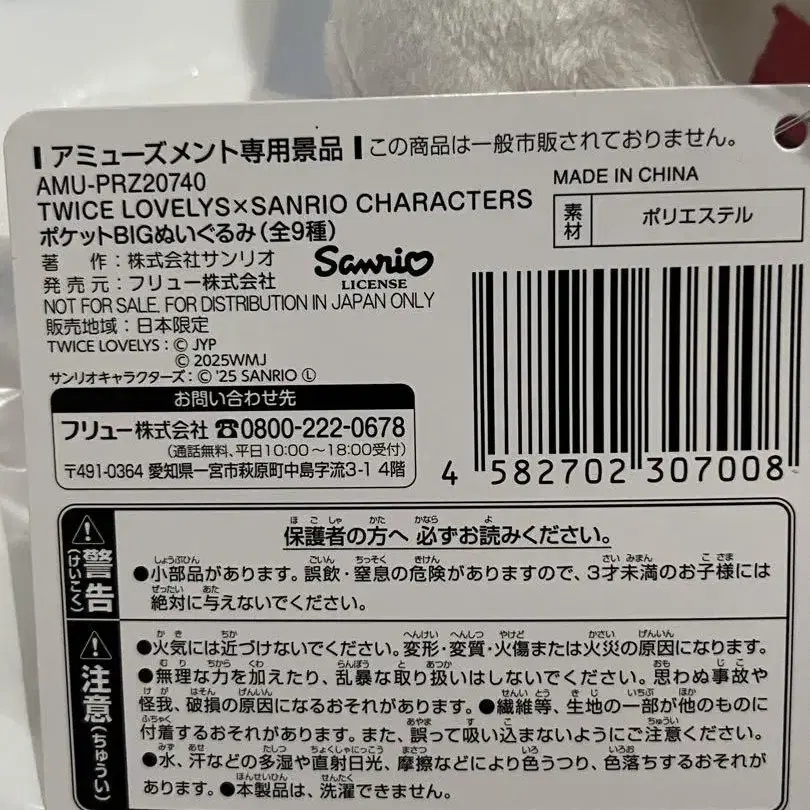 アミューズメント専用景品 この商品は一般市販されておりません。
AMU-PRZ20740
TWICE LOVELYS×SANRIO CHARACTERS
ポケットBIGぬいぐるみ(全9種)
著 作:株式会社サンリオ
発 売 元:フリュー株式会社
Sanrio
LICENSE
NOT FOR SALE. FOR DISTRIBUTION IN JAPAN ONLY
販売地域:日本限定
TWICE LOVELYS:© JYP
© 2025WMJ
サンリオキャラクターズ:© '25 SANRIO Ⓛ
MADE IN CHINA
素材 ポリエステル
4 582702 307008
お問い合わせ先
フリュー株式会社 ☎0800-222-0678
(通話無料、平日10:00~18:00受付)
〒491-0364 愛知県一宮市萩原町中島字流3-1 4階
警告(けいこく)
保護者の方へ 必ずお読みください。
●小部品があります。誤飲・窒息の危険がありますので、3才未満のお子様には
絶対に与えないでください。
注意(ちゅうい)
●火気には近づけないでください。変形・変質・火傷または火災の原因になります。
●無理な力を加えたり、乱暴な取り扱いはしないでください。思わぬ事故や
怪我、破損の原因になるおそれがあります。●繊維等、生地の一部が他のものに
付着するおそれがあります。また、誤って吸い込まないようにご注意ください。
●水、汗などの多湿や直射日光、摩擦などにより色うつり、色落ちするおそれが
あります。●本製品は、洗濯できません。